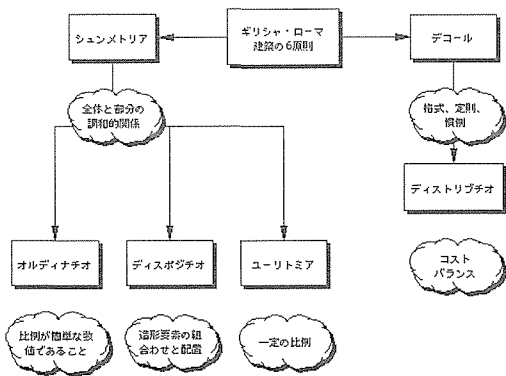 シュンメトリア
ギリシャ・ローマ
建築の6原則
デコール
全体と部分の
調和的関係
格式、定則、
慣例
ディストリブチオ
オルディナチオ
ディスポジチオ
ユーリトミア
コスト
バランス
比例が簡単な数
値であること
造形要素の組
合わせと配置
一定の比例